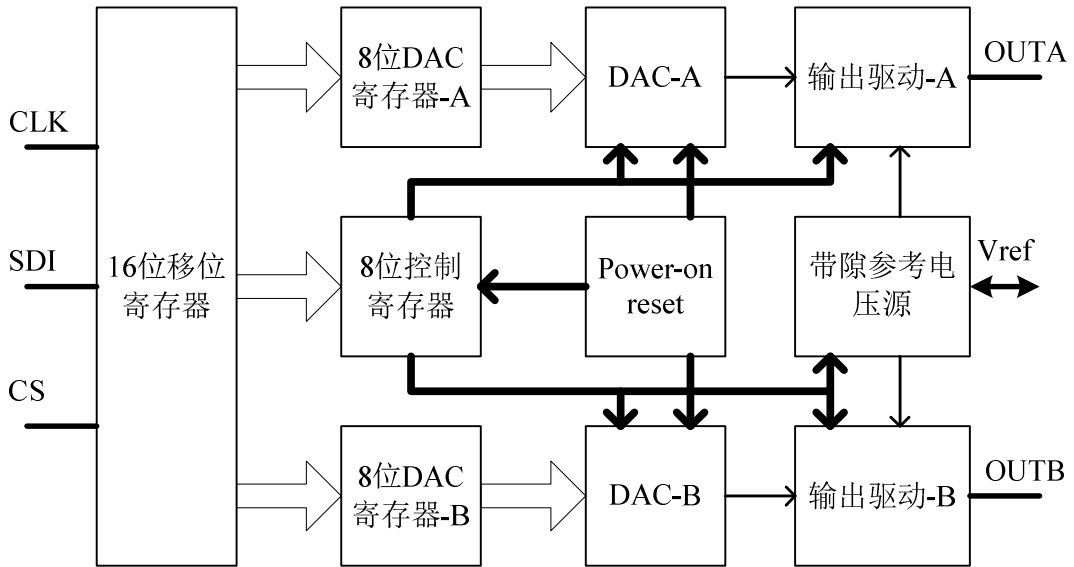 8位DAC
寄存器-A
DAC-A
输出驱动-A
OUTA
CLK
SDI
16位移位
寄存器
8位控制
寄存器
Power-on
reset
带隙参考电
压源
Vref
CS
8位DAC
寄存器-B
DAC-B
输出驱动-B
OUTB